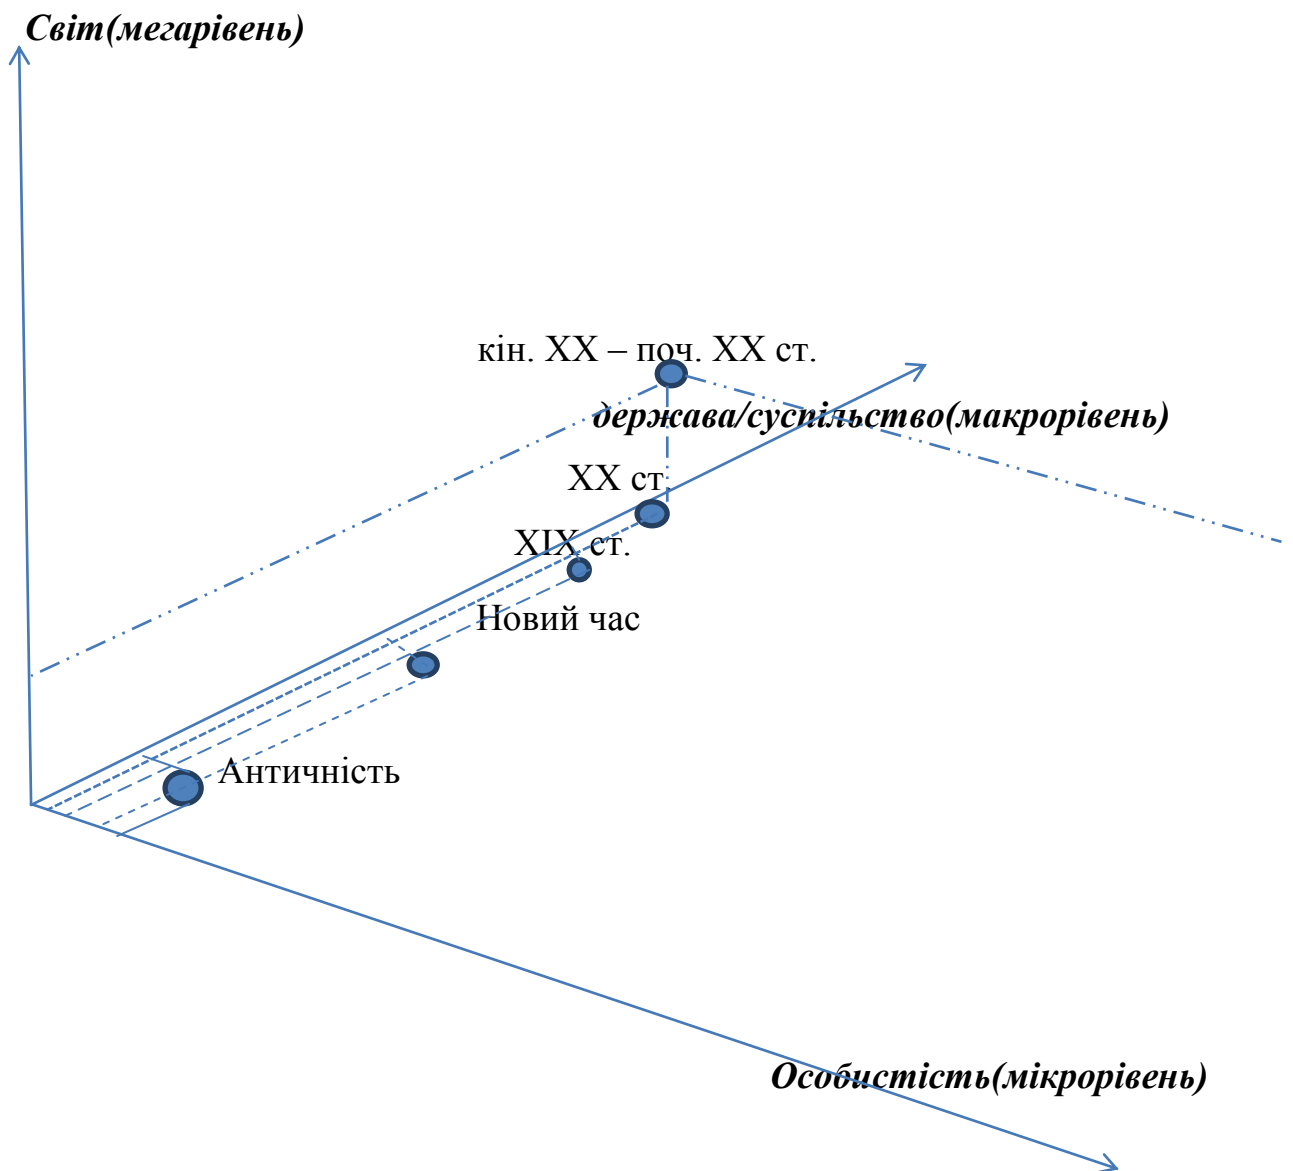 Світ(мегарівень)
кін. ХХ – поч. ХХ ст.
держава/суспільство(макрорівень)
ХХ ст.
ХІХ ст.
Новий час
Античність
Особистість(мікрорівень)